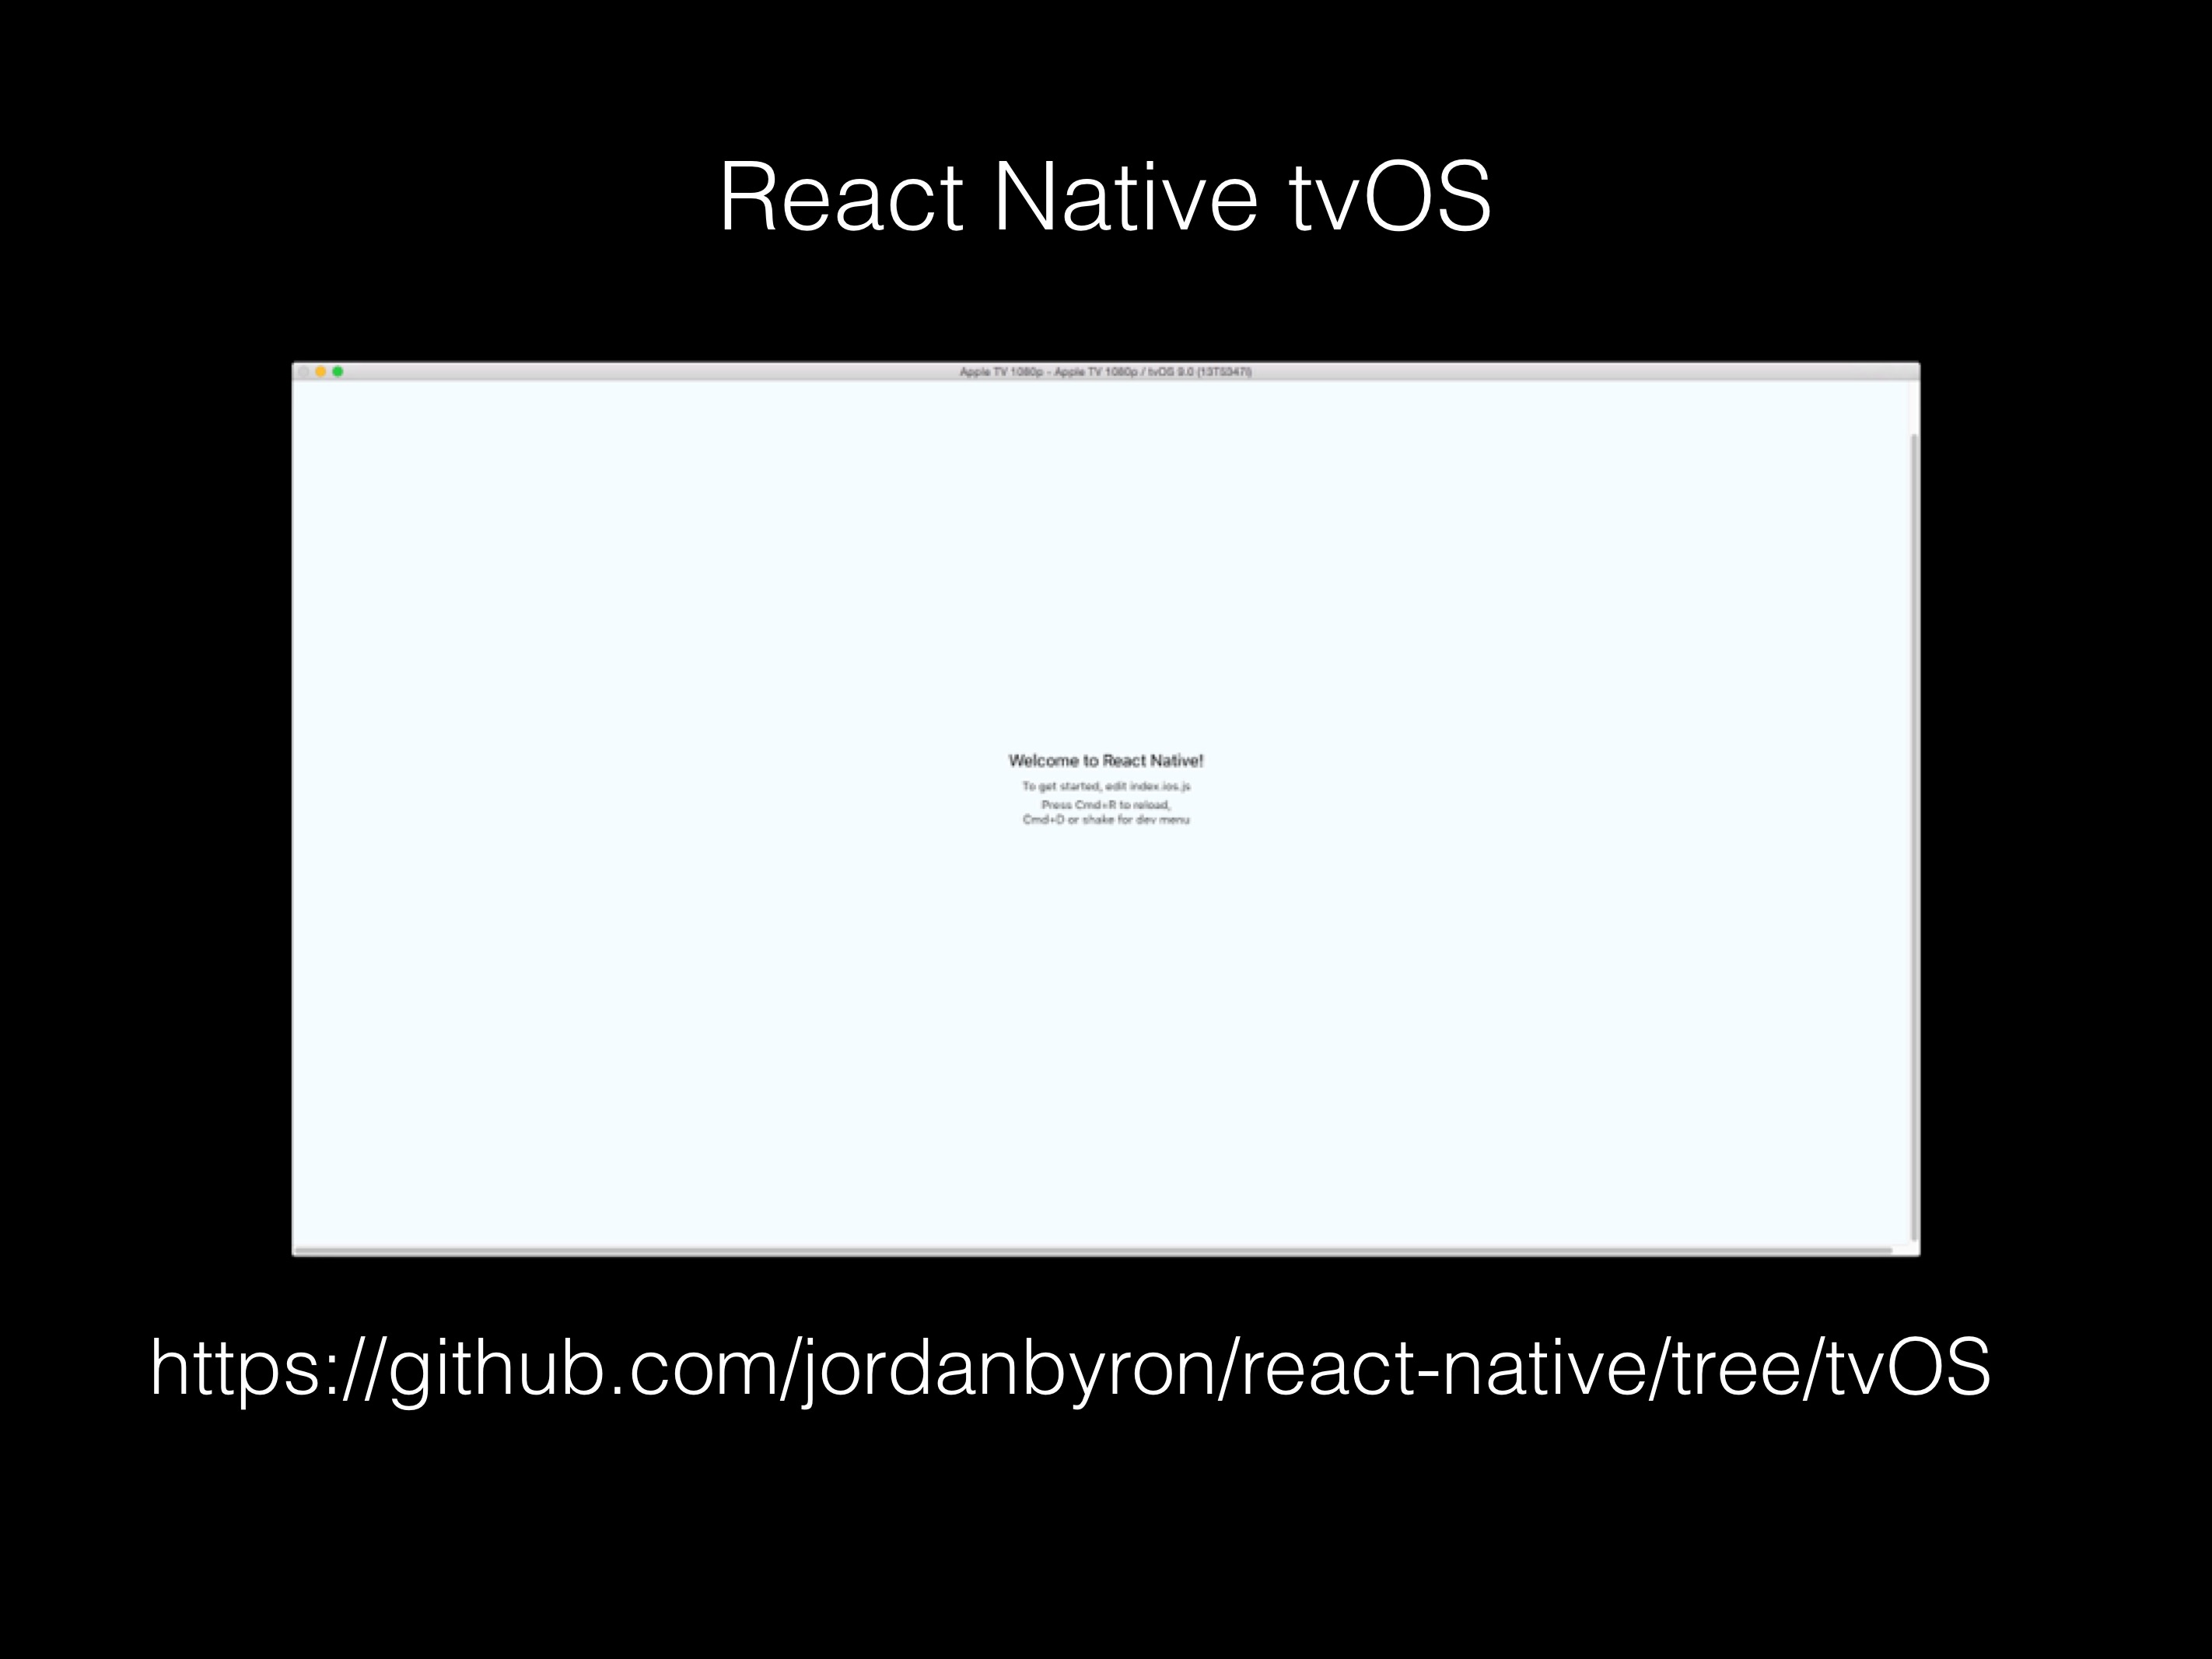 React Native tvOS
Apple TV 1080p - Apple TV 1080p / tvOS 9.0 (13T5347l)
Welcome to React Native!
To get started, edit index.ios.js
Press Cmd+R to reload,
Cmd+D or shake for dev menu
https://github.com/jordanbyron/react-native/tree/tvOS